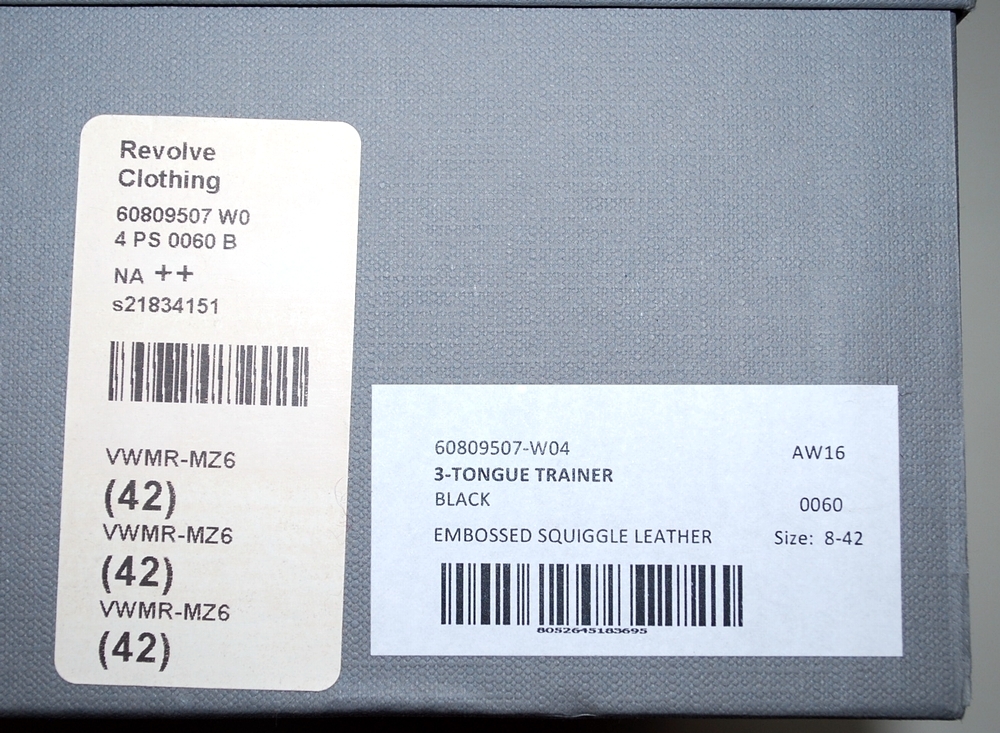 Revolve
Clothing
60809507 W0
4 PS 0060 B
NA ++
s21834151
VWMR-MZ6
(42)
VWMR-MZ6
(42)
VWMR-MZ6
(42)
60809507-W04 AW16
3-TONGUE TRAINER
BLACK 0060
EMBOSSED SQUIGGLE LEATHER Size: 8-42
8052645183695